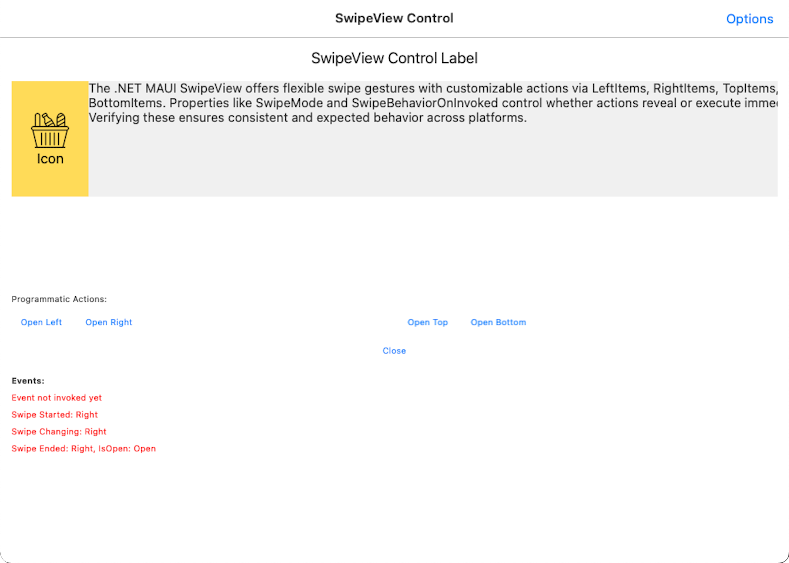 SwipeView Control
Options
SwipeView Control Label
The .NET MAUI SwipeView offers flexible swipe gestures with customizable actions via LeftItems, RightItems, TopItems,
BottomItems. Properties like SwipeMode and SwipeBehaviorOnInvoked control whether actions reveal or execute
Verifying these ensures consistent and expected behavior across platforms.
Icon
Programmatic Actions:
Open Left
Open Right
Open Top
Open Bottom
Close
Events:
Event not invoked yet
Swipe Started: Right
Swipe Changing: Right
Swipe Ended: Right, IsOpen: Open